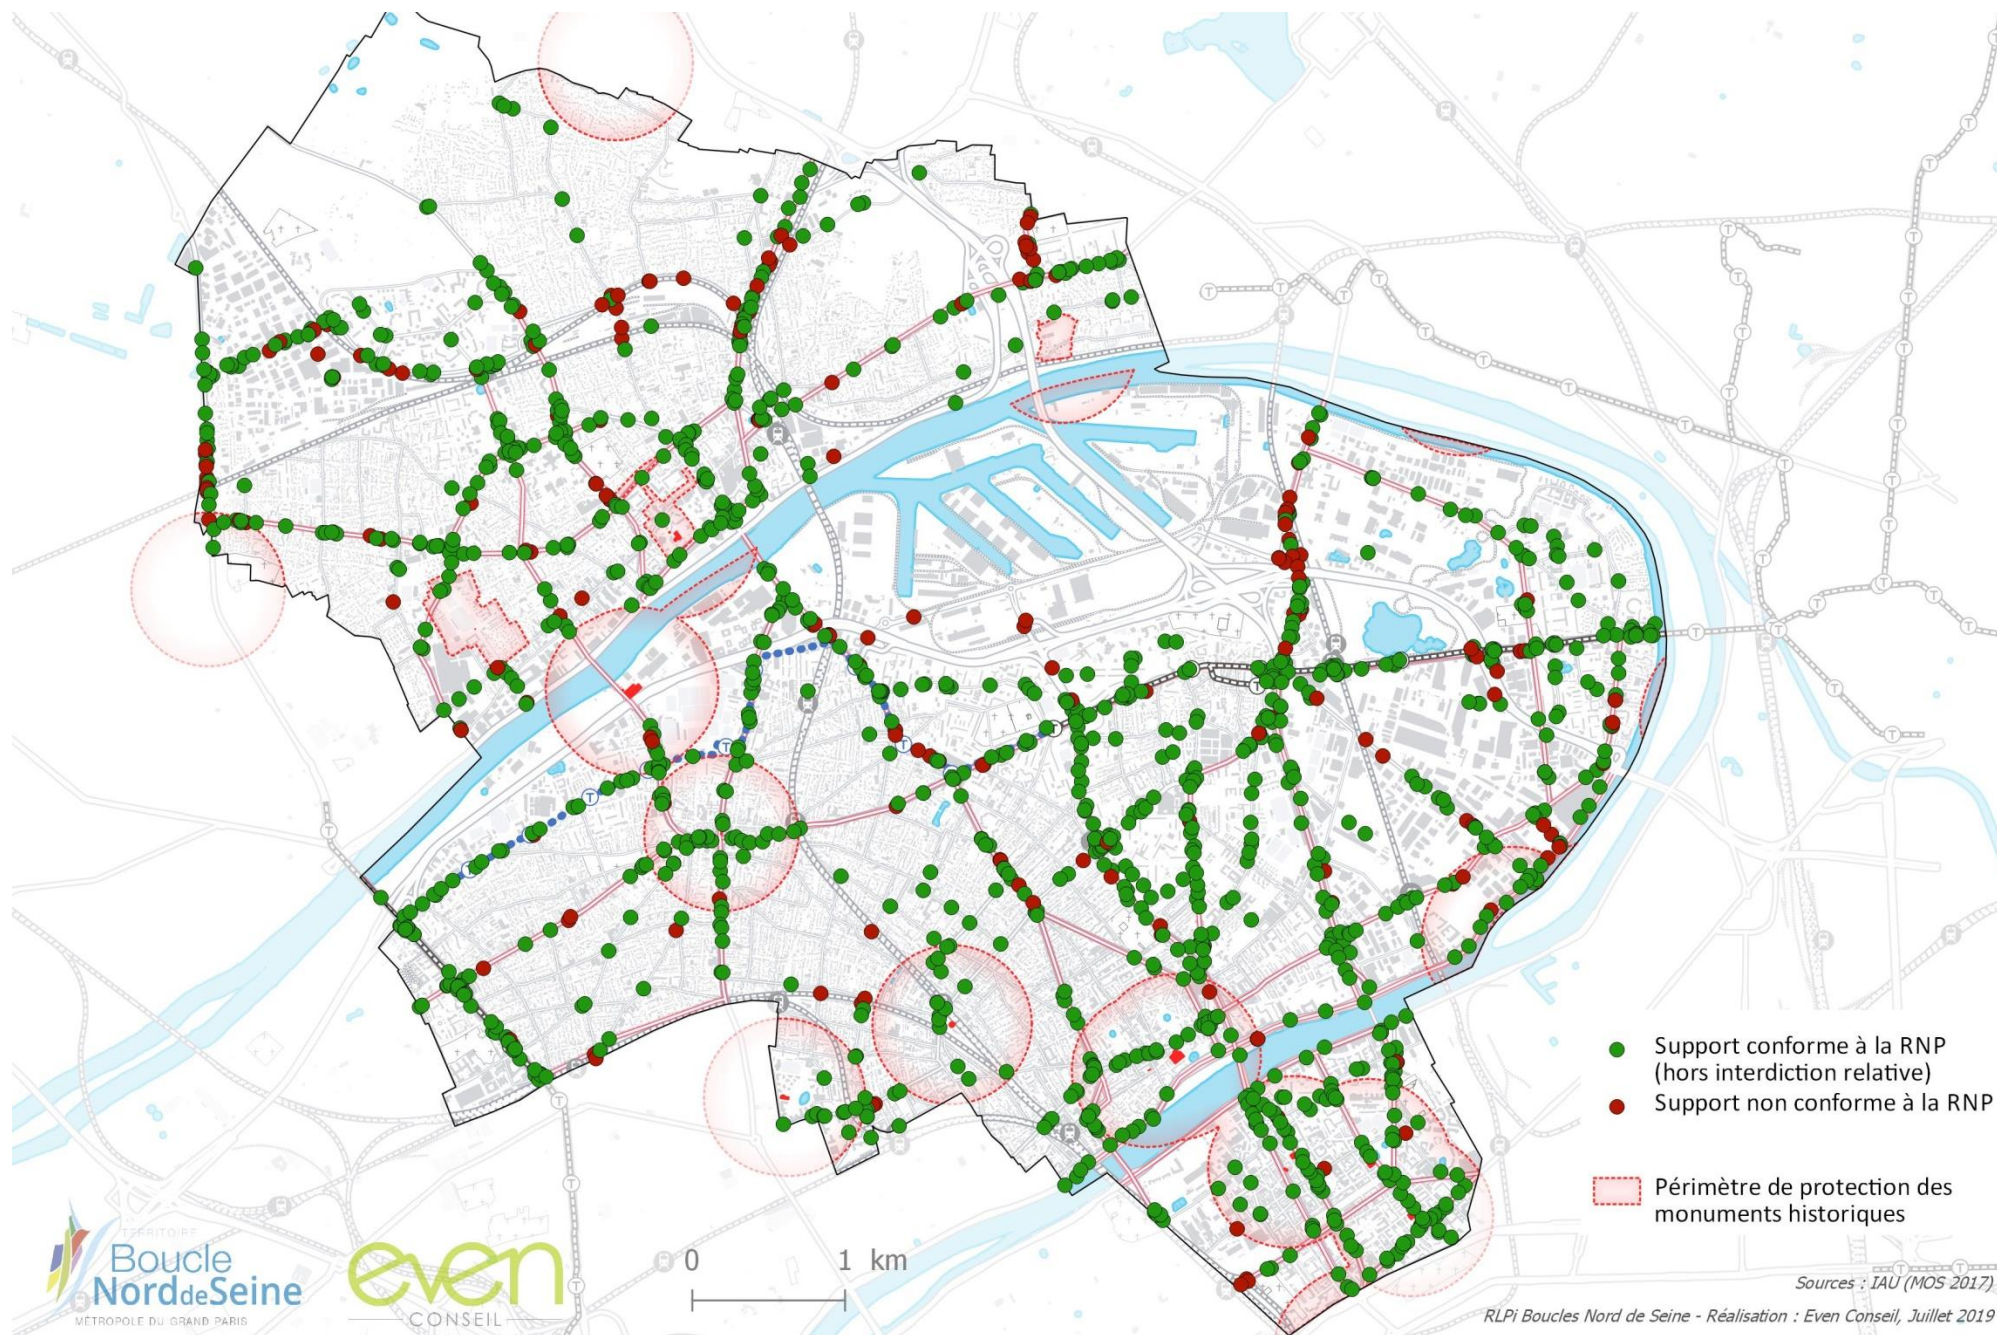 Support conforme à la RNP
(hors interdiction relative)
Support non conforme à la RNP
Périmètre de protection des
monuments historiques
0 1 km
TERRITOIRE
Boucle
Nord de Seine
MÉTROPOLE DU GRAND PARIS
even
CONSEIL
Sources : IAU (MOS 2017)
RLPi Boucles Nord de Seine - Réalisation : Even Conseil, Juillet 2019